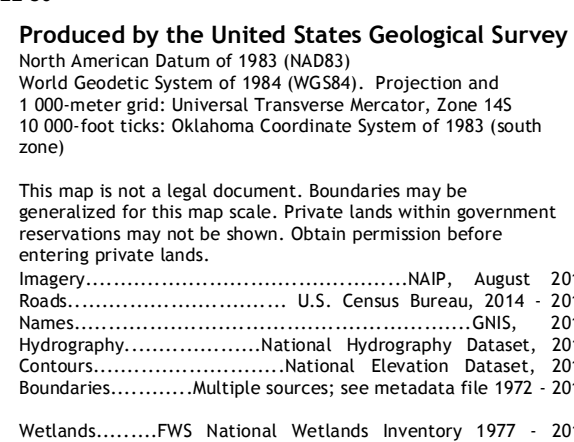 Produced by the United States Geological Survey
North American Datum of 1983 (NAD83)
World Geodetic System of 1984 (WGS84). Projection and
1 000-meter grid: Universal Transverse Mercator, Zone 14S
10 000-foot ticks: Oklahoma Coordinate System of 1983 (south
zone)
This map is not a legal document. Boundaries may be
generalized for this map scale. Private lands within government
reservations may not be shown. Obtain permission before
entering private lands.
Imagery..............................................NAIP, August
Roads................................ U.S. Census Bureau, 2014 -
Names.........................................................GNIS,
Hydrography....................National Hydrography Dataset,
Contours............................National Elevation Dataset,
Boundaries............Multiple sources; see metadata file 1972 -
Wetlands.........FWS National Wetlands Inventory 1977 -